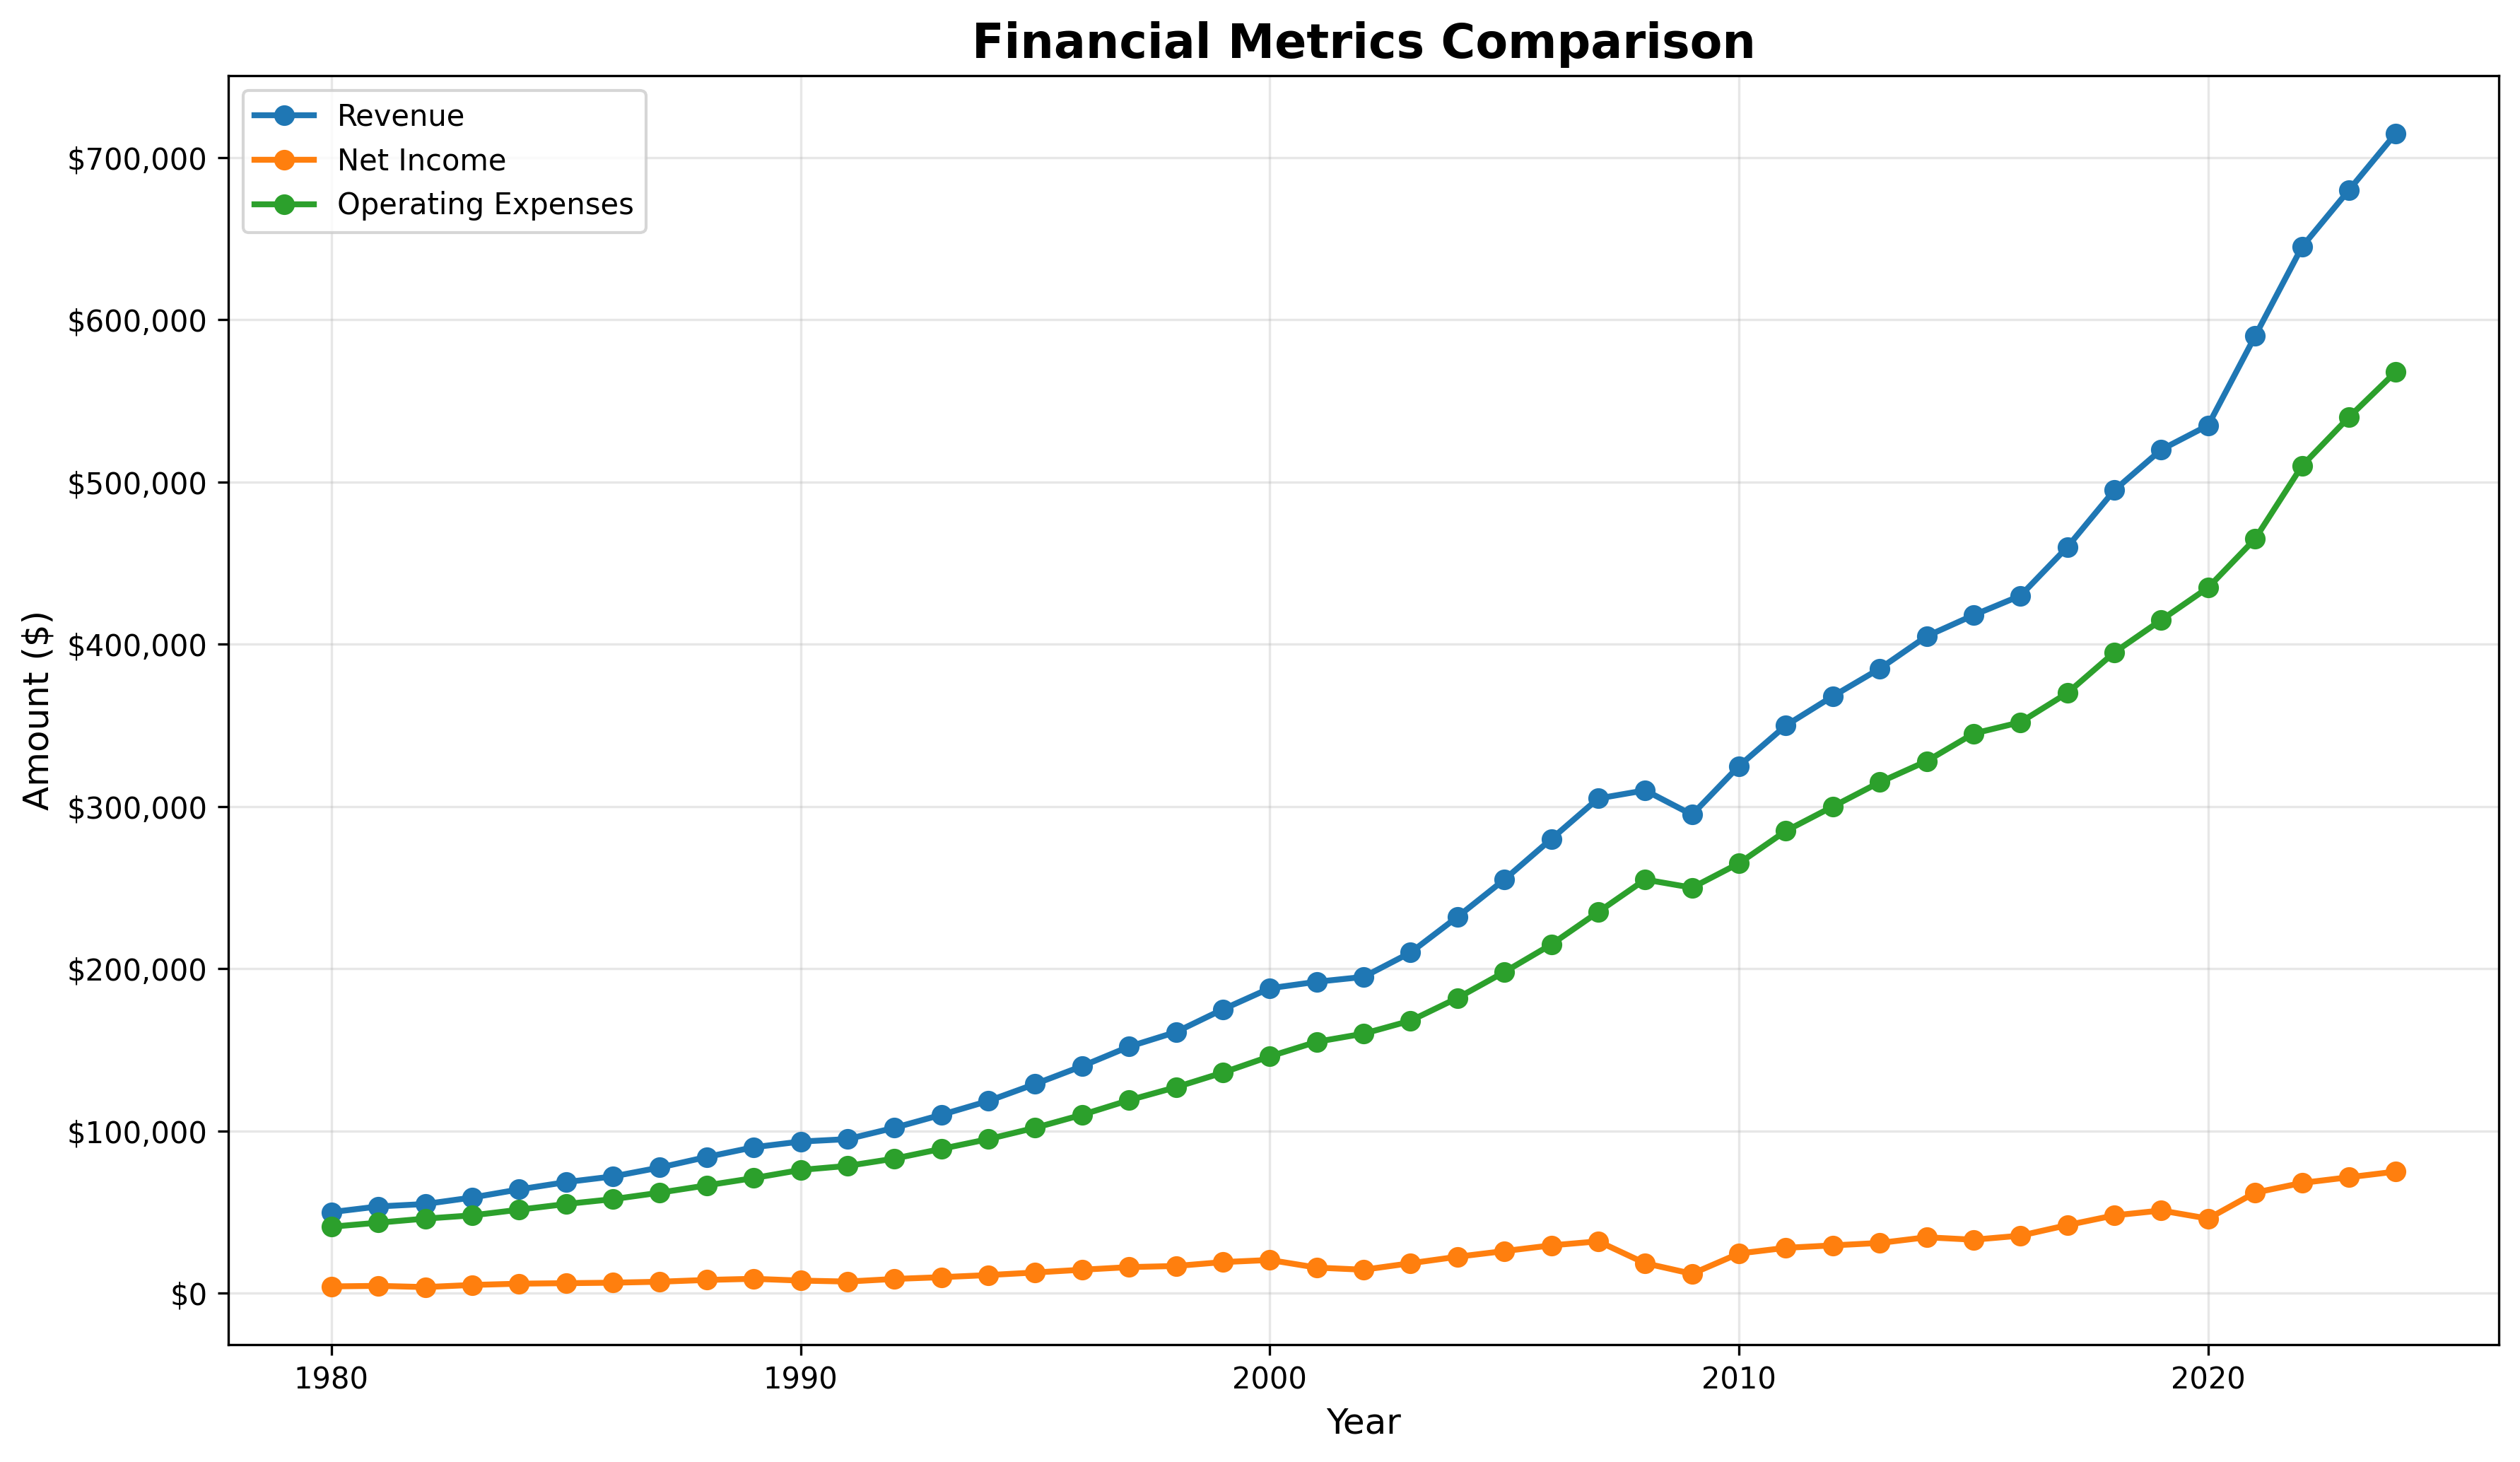 Financial Metrics Comparison
Revenue
Net Income
Operating Expenses
$700,000
$600,000
$500,000
$400,000
$300,000
$200,000
$100,000
$0
Amount ($)
1980 1990 2000 2010 2020
Year